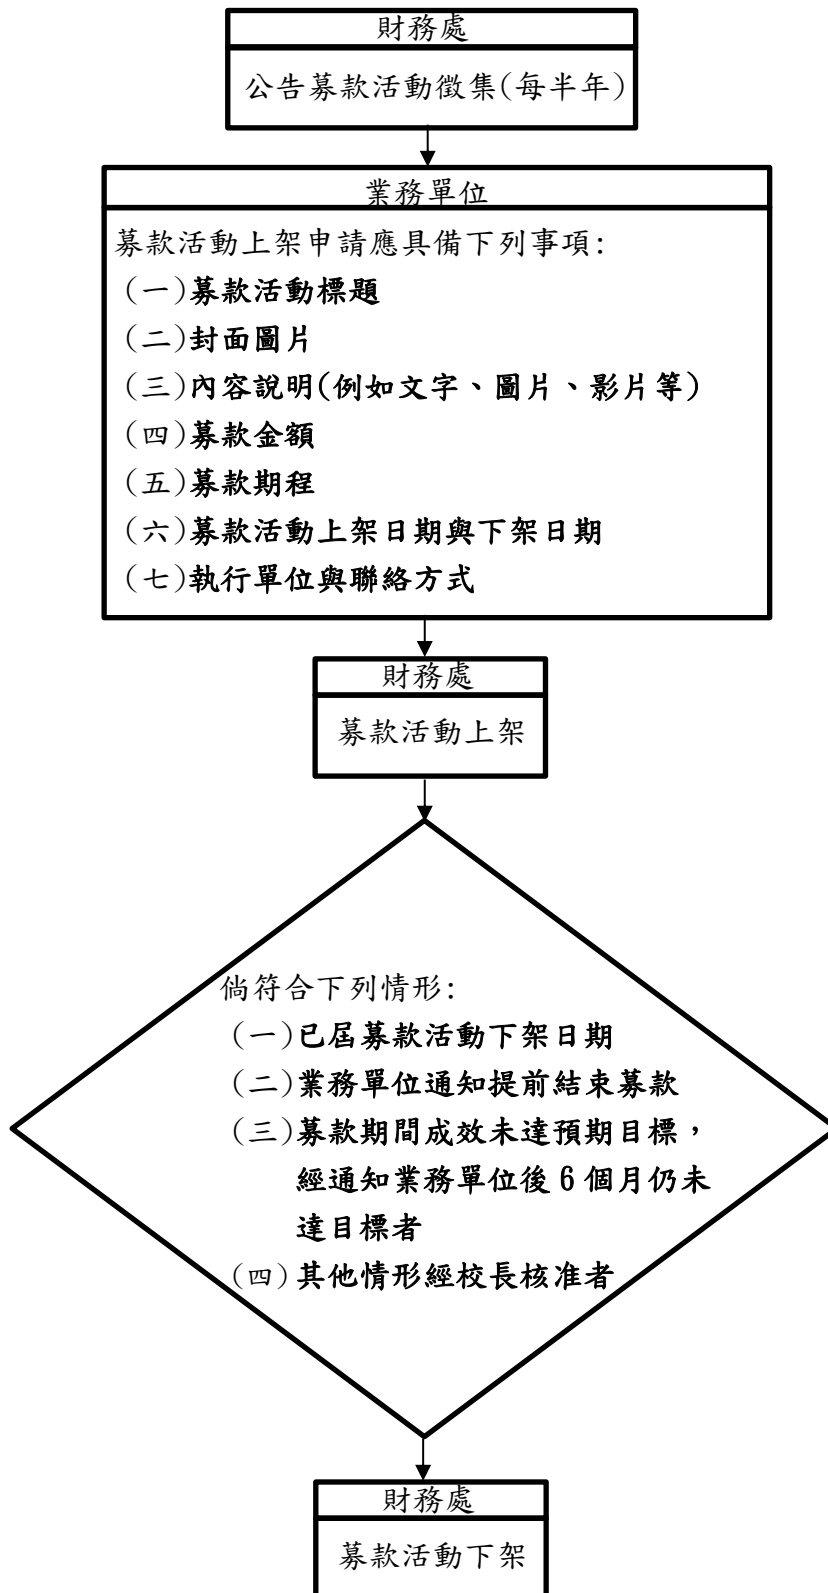 財務處
公告募款活動徵集(每半年)
業務單位
募款活動上架申請應具備下列事項:
(一)募款活動標題
(二)封面圖片
(三)內容說明(例如文字、圖片、影片等)
(四)募款金額
(五)募款期程
(六)募款活動上架日期與下架日期
(七)執行單位與聯絡方式
財務處
募款活動上架
倘符合下列情形:
(一)已屆募款活動下架日期
(二)業務單位通知提前結束募款
(三)募款期間成效未達預期目標，
經通知業務單位後 6 個月仍未
達目標者
(四)其他情形經校長核准者
財務處
募款活動下架